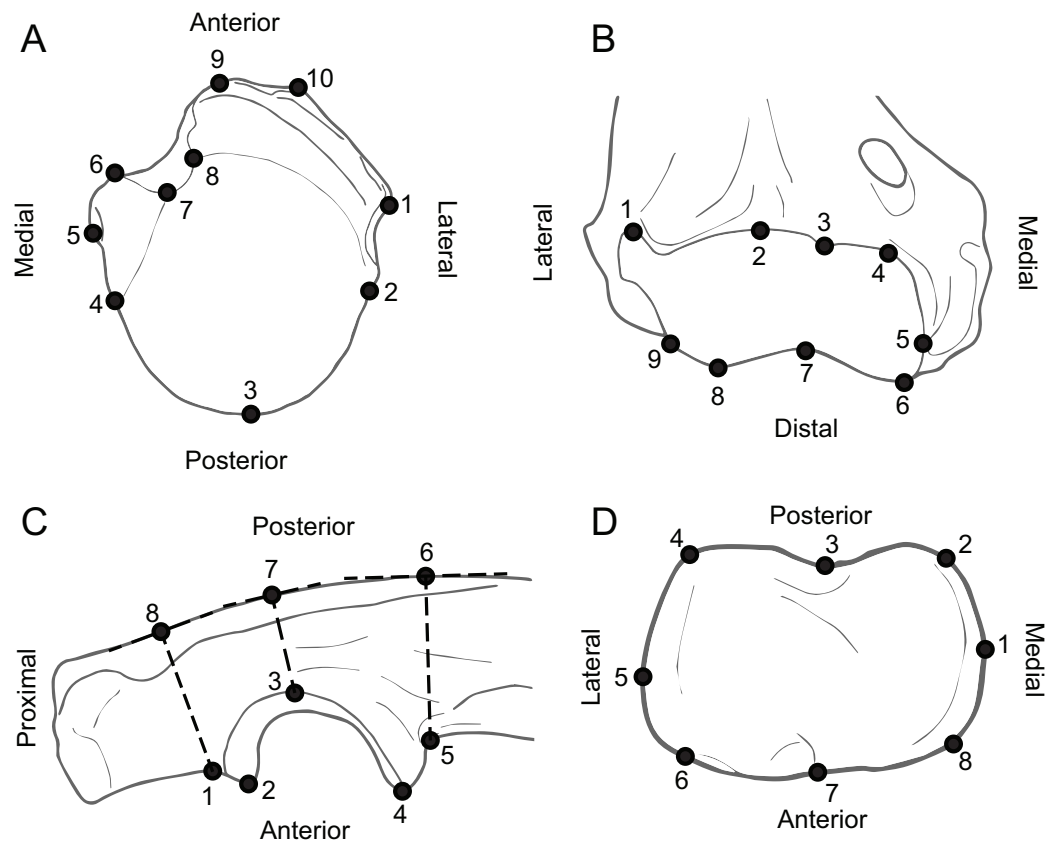 A
Anterior
9
10
6
8
7
1
5
Medial
Lateral
4
2
3
Posterior
B
1
2
3
4
Lateral
Medial
5
9
8
7
6
Distal
C
Posterior
6
7
8
Proximal
3
5
1
2
4
Anterior
D
Posterior
4
3
2
1
Lateral
Medial
5
6
7
8
Anterior